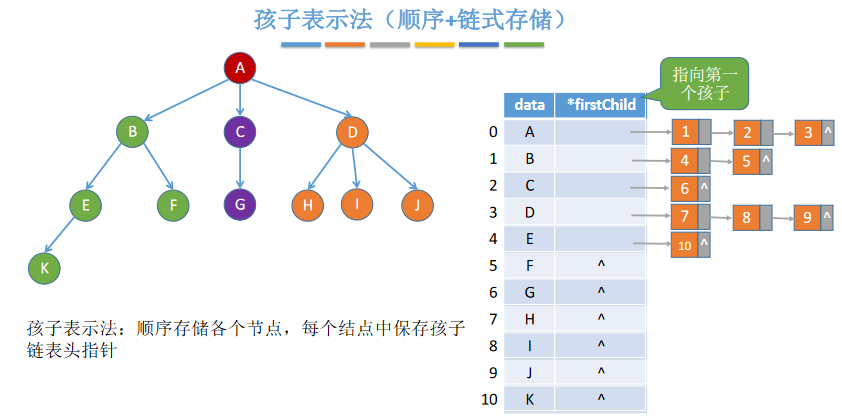 孩子表示法（顺序+链式存储）
A
B
C
D
E
F
G
H
I
J
K
孩子表示法：顺序存储各个节点，每个结点中保存孩子
链表头指针
指向第一
个孩子
data *firstChild
0 A 1 2 3 ^
1 B 4 5 ^
2 C 6 ^
3 D 7 8 9 ^
4 E 10 ^
5 F ^
6 G ^
7 H ^
8 I ^
9 J ^
10 K ^